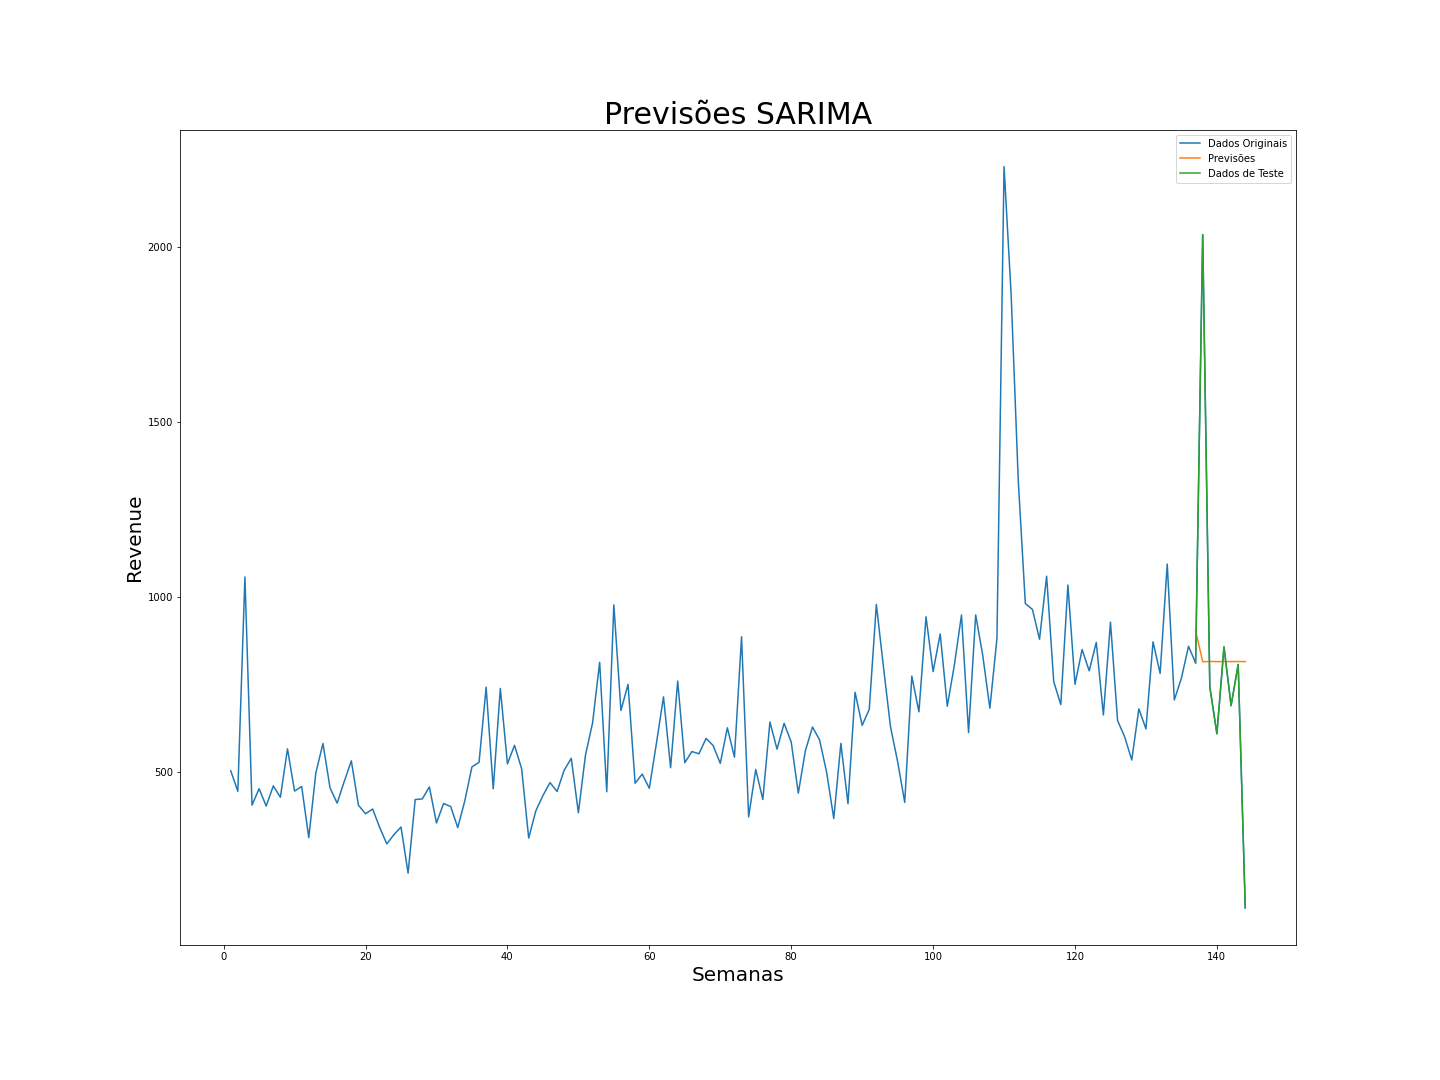 Previsões SARIMA
Dados Originais
Previsões
Dados de Teste
Revenue
2000
1500
1000
500
0 20 40 60 80 100 120 140
Semanas